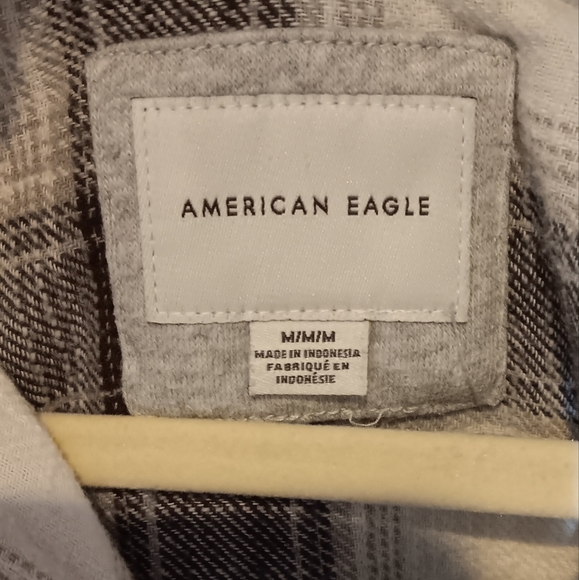 AMERICAN EAGLE
M/M/M
MADE IN INDONESIA
FABRIQUÉ EN
INDONÉSIE